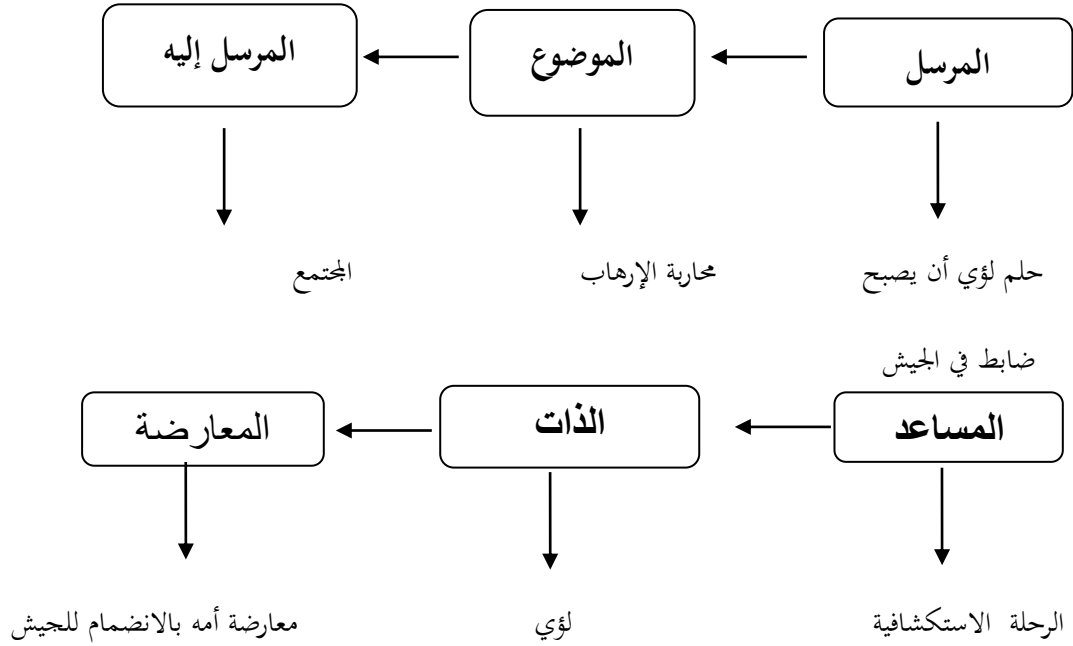 المرسل
الموضوع
المرسل إليه
حلم لؤي أن يصبح
محاربة الإرهاب
المجتمع
ضابط في الجيش
المساعد
الذات
المعارضة
الرحلة الاستكشافية
لؤي
معارضة أمه بالانضمام للجيش